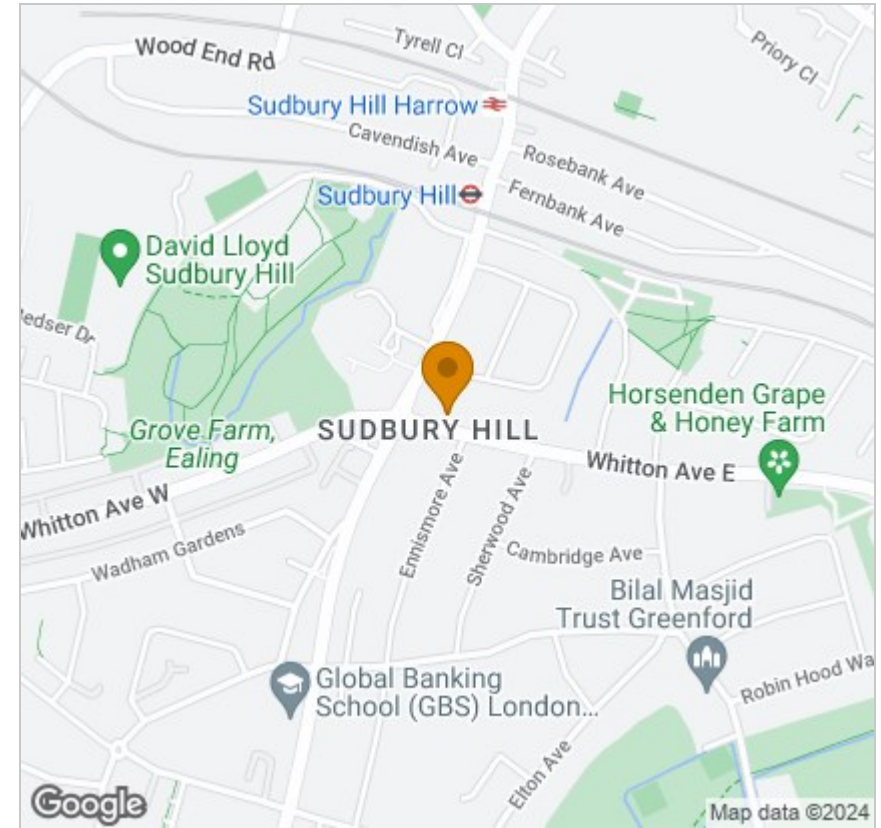 Tyrell Cl
Priory Cl
Wood End Rd
Sudbury Hill Harrow
Cavendish Ave
Rosebank Ave
Sudbury Hill
Fernbank Ave
David Lloyd
Sudbury Hill
edser Dr
Horsenden Grape
& Honey Farm
Grove Farm,
Ealing
SUDBURY HILL
Whitton Ave E
Whitton Ave W
Ennismore Ave
Sherwood Ave
Wadham Gardens
Cambridge Ave
Bilal Masjid
Trust Greenford
Global Banking
School (GBS) London...
Robin Hood Wa
Elton Ave
Google
Map data ©2024